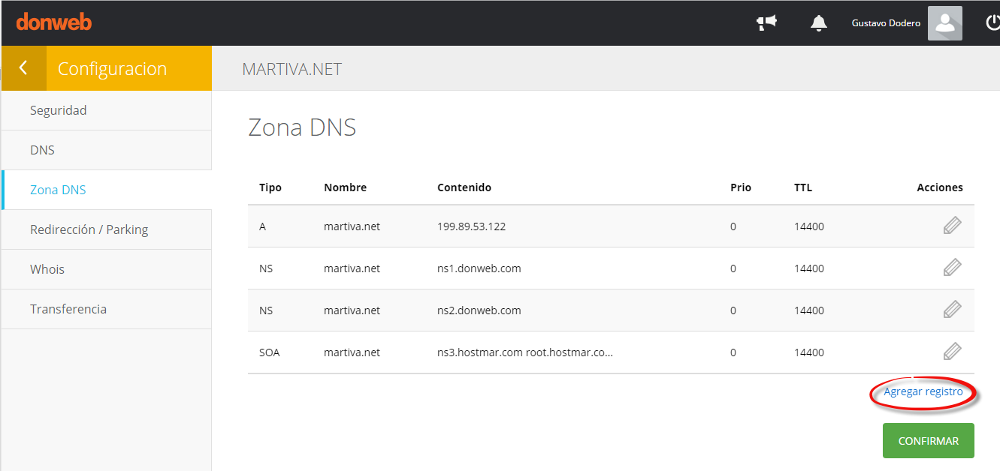 donweb
Gustavo Dodero
Configuracion
MARTIVA.NET
Seguridad
DNS
Zona DNS
Redirección / Parking
Whois
Transferencia
Zona DNS
Tipo Nombre Contenido Prio TTL Acciones
A martiva.net 199.89.53.122 0 14400
NS martiva.net ns1.donweb.com 0 14400
NS martiva.net ns2.donweb.com 0 14400
SOA martiva.net ns3.hostmar.com root.hostmar.co... 0 14400
Agregar registro
CONFIRMAR